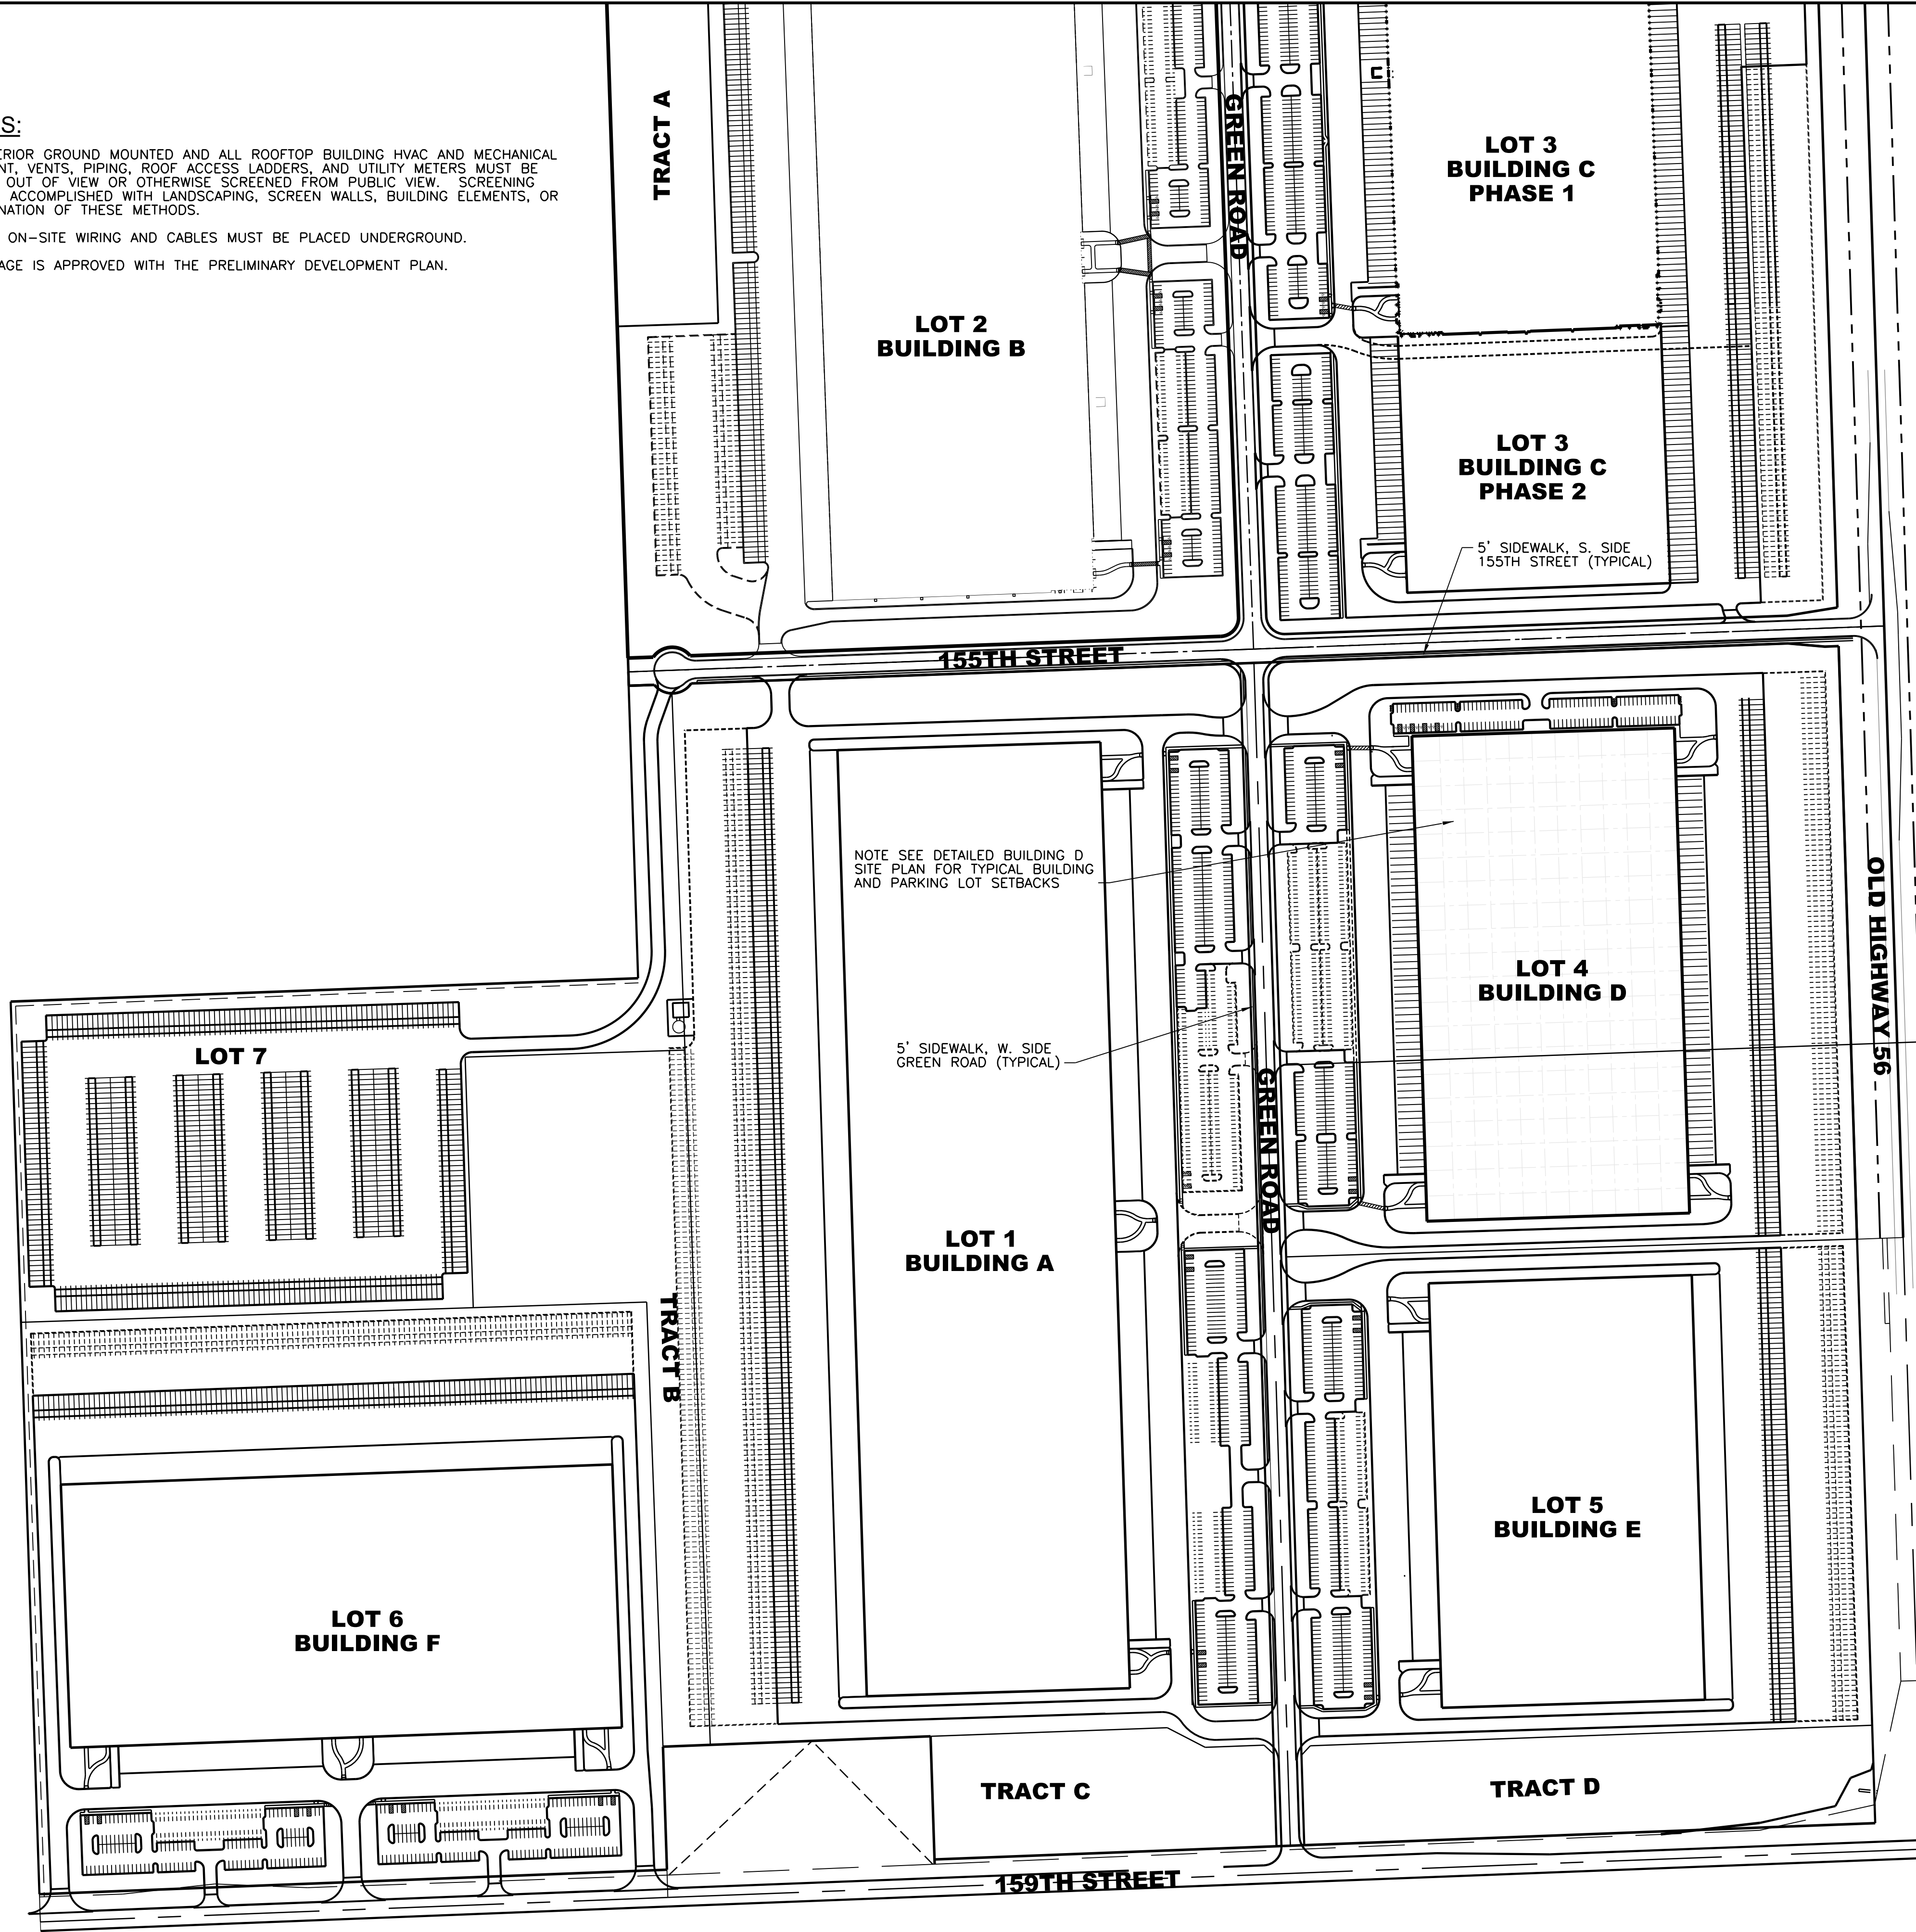 S:
ERIOR GROUND MOUNTED AND ALL ROOFTOP BUILDING HVAC AND MECHANICAL
NT, VENTS, PIPING, ROOF ACCESS LADDERS, AND UTILITY METERS MUST BE
OUT OF VIEW OR OTHERWISE SCREENED FROM PUBLIC VIEW. SCREENING
ACCOMPLISHED WITH LANDSCAPING, SCREEN WALLS, BUILDING ELEMENTS, OR
NATION OF THESE METHODS.
ON-SITE WIRING AND CABLES MUST BE PLACED UNDERGROUND.
AGE IS APPROVED WITH THE PRELIMINARY DEVELOPMENT PLAN.
TRACT A
GREEN ROAD
LOT 3
BUILDING C
PHASE 1
LOT 2
BUILDING B
LOT 3
BUILDING C
PHASE 2
5' SIDEWALK, S. SIDE
155TH STREET (TYPICAL)
155TH STREET
NOTE SEE DETAILED BUILDING D
SITE PLAN FOR TYPICAL BUILDING
AND PARKING LOT SETBACKS
OLD HIGHWAY 56
LOT 4
BUILDING D
LOT 7
5' SIDEWALK, W. SIDE
GREEN ROAD (TYPICAL)
GREEN ROAD
LOT 1
BUILDING A
TRACT B
LOT 5
BUILDING E
LOT 6
BUILDING F
TRACT C
TRACT D
159TH STREET